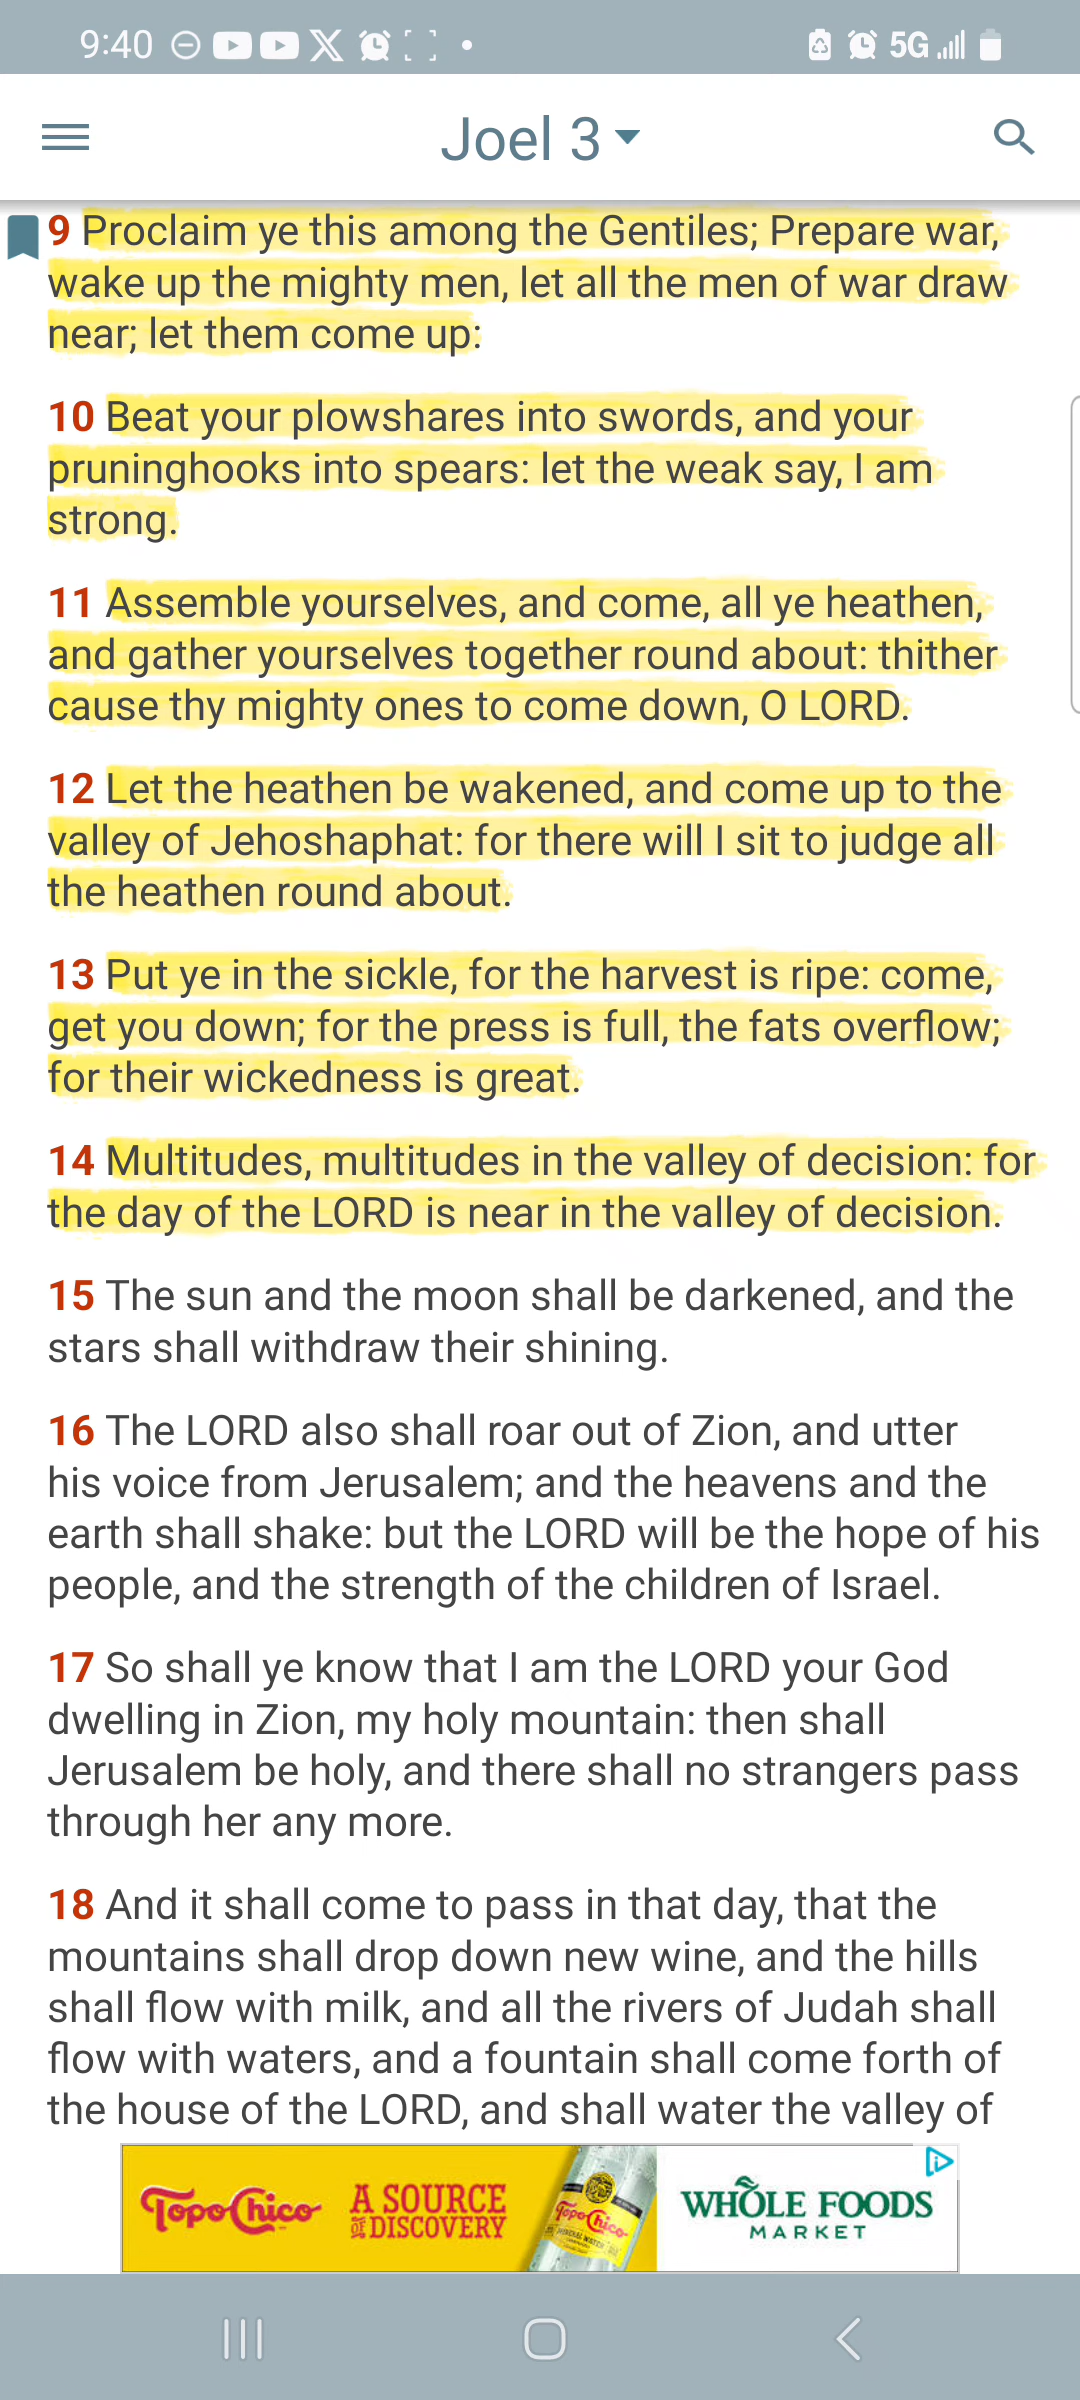 9:40
5G
Joel 3
9 Proclaim ye this among the Gentiles; Prepare war,
wake up the mighty men, let all the men of war draw
near; let them come up:
10 Beat your plowshares into swords, and your
pruninghooks into spears: let the weak say, I am
strong.
11 Assemble yourselves, and come, all ye heathen,
and gather yourselves together round about: thither
cause thy mighty ones to come down, O LORD.
12 Let the heathen be wakened, and come up to the
valley of Jehoshaphat: for there will I sit to judge all
the heathen round about.
13 Put ye in the sickle, for the harvest is ripe: come,
get you down; for the press is full, the fats overflow;
for their wickedness is great.
14 Multitudes, multitudes in the valley of decision: for
the day of the LORD is near in the valley of decision.
15 The sun and the moon shall be darkened, and the
stars shall withdraw their shining.
16 The LORD also shall roar out of Zion, and utter
his voice from Jerusalem; and the heavens and the
earth shall shake: but the LORD will be the hope of his
people, and the strength of the children of Israel.
17 So shall ye know that I am the LORD your God
dwelling in Zion, my holy mountain: then shall
Jerusalem be holy, and there shall no strangers pass
through her any more.
18 And it shall come to pass in that day, that the
mountains shall drop down new wine, and the hills
shall flow with milk, and all the rivers of Judah shall
flow with waters, and a fountain shall come forth of
the house of the LORD, and shall water the valley of
Topo Chico
A SOURCE
OF DISCOVERY
Topo Chico
MINERAL WATER
WHOLE FOODS
MARKET